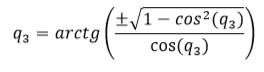 q₃ = arctg(±√(1 − cos²(q₃)) / cos(q₃))